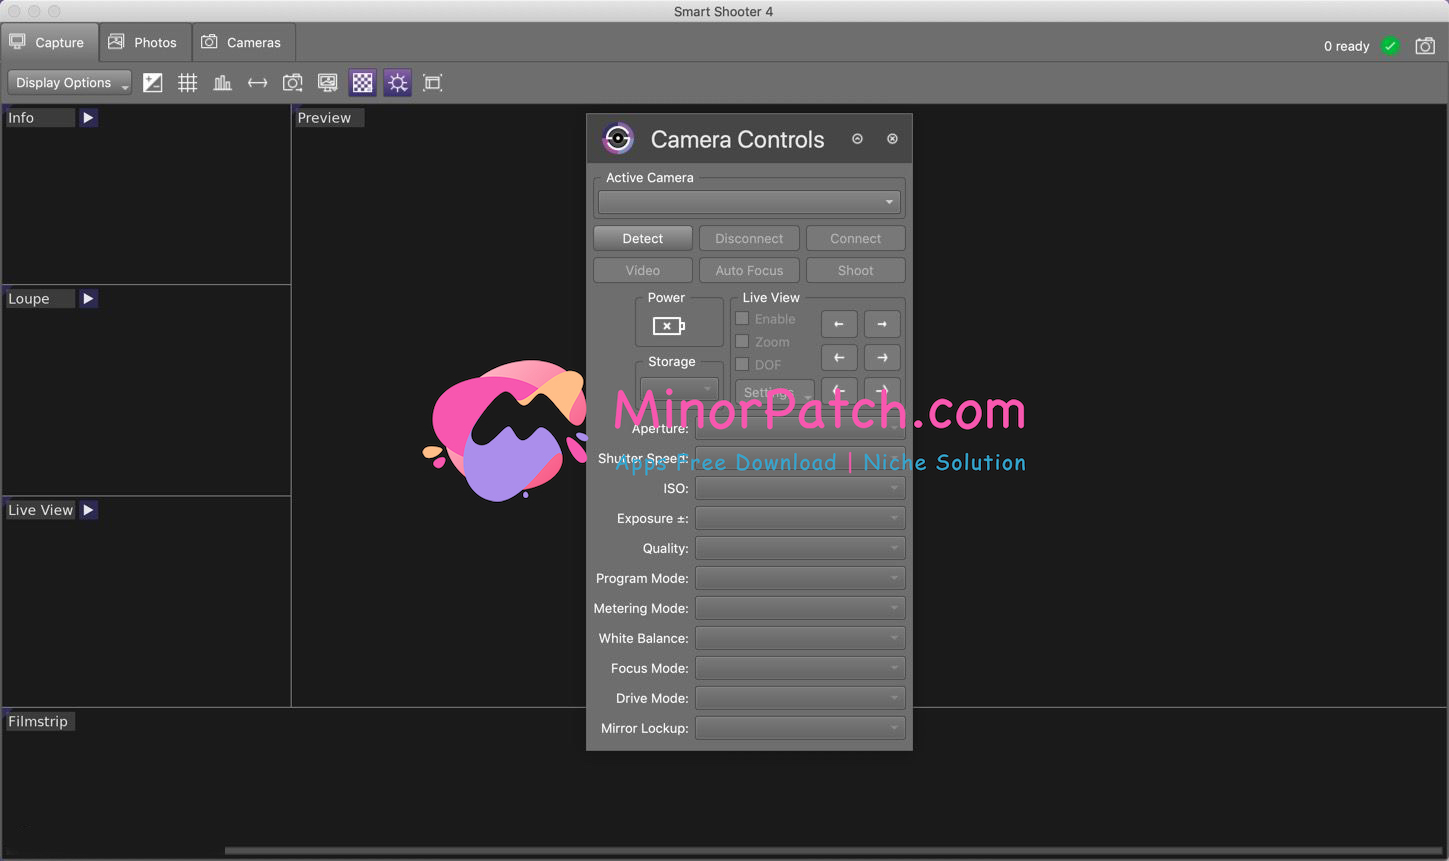 Smart Shooter 4
Capture
Photos
Cameras
0 ready
Display Options
Info
Preview
Camera Controls
Active Camera
Detect
Disconnect
Connect
Video
Auto Focus
Shoot
Power
Live View
Enable
Zoom
DOF
Storage
Settings
Loupe
MinorPatch.com
Aperture:
Shutter Speed:
Apps Free Download | Niche Solution
ISO:
Live View
Exposure ±:
Quality:
Program Mode:
Metering Mode:
White Balance:
Focus Mode:
Drive Mode:
Mirror Lockup:
Filmstrip